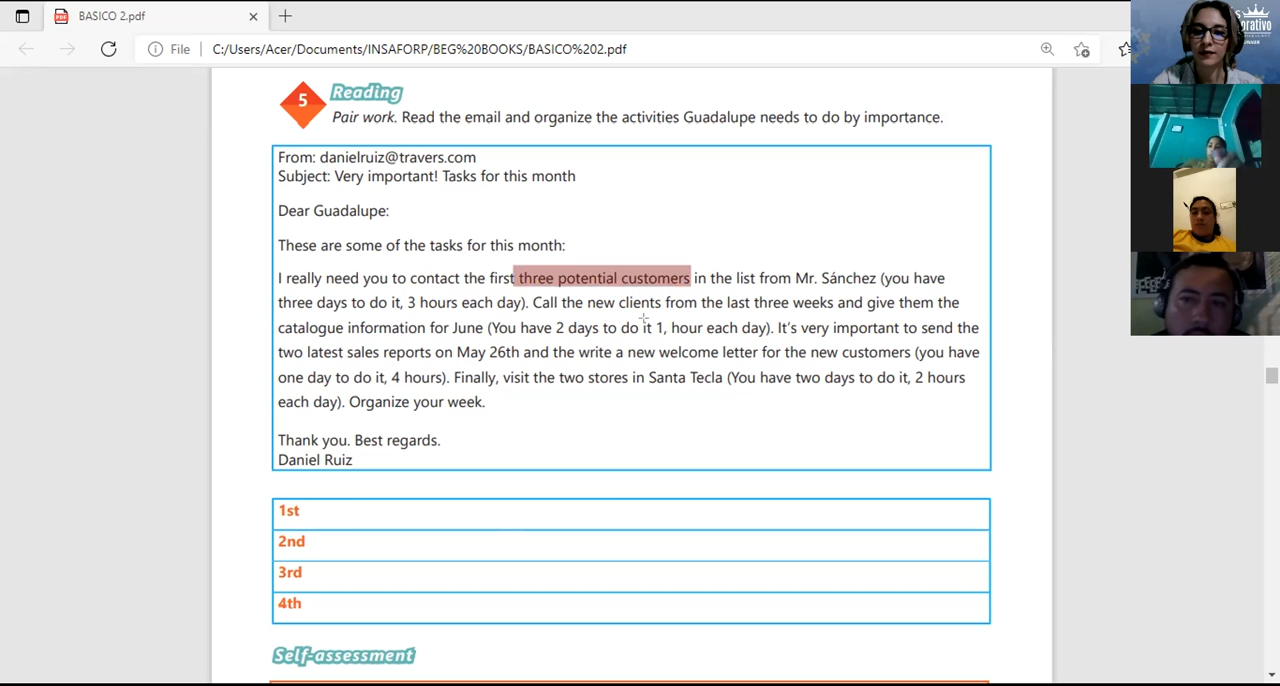 BASICO 2.pdf
File
C:/Users/Acer/Documents/INSAFORP/BEG%20BOOKS/BASICO%202.pdf
5
Reading
Pair work. Read the email and organize the activities Guadalupe needs to do by importance.
From: danielruiz@travers.com
Subject: Very important! Tasks for this month
Dear Guadalupe:
These are some of the tasks for this month:
I really need you to contact the first three potential customers in the list from Mr. Sánchez (you have
three days to do it, 3 hours each day). Call the new clients from the last three weeks and give them the
catalogue information for June (You have 2 days to do it 1, hour each day). It's very important to send the
two latest sales reports on May 26th and the write a new welcome letter for the new customers (you have
one day to do it, 4 hours). Finally, visit the two stores in Santa Tecla (You have two days to do it, 2 hours
each day). Organize your week.
Thank you. Best regards.
Daniel Ruiz
1st
2nd
3rd
4th
Self-assessment